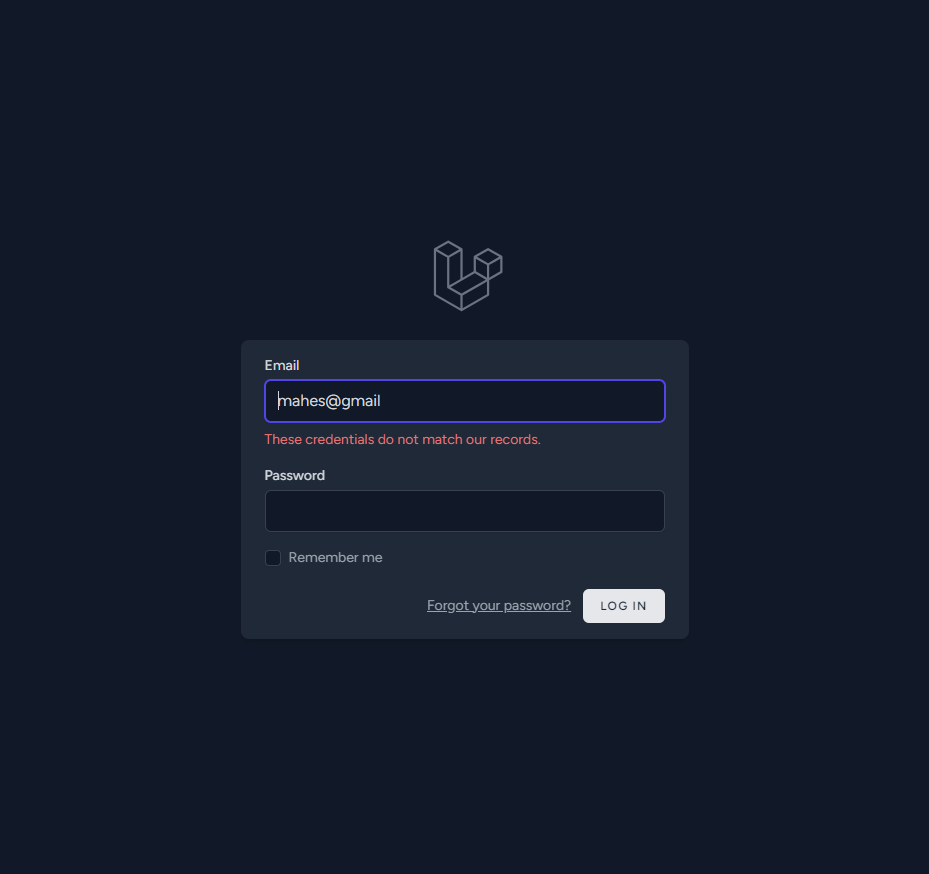 Email
mahes@gmail
These credentials do not match our records.
Password
Remember me
Forgot your password? LOG IN